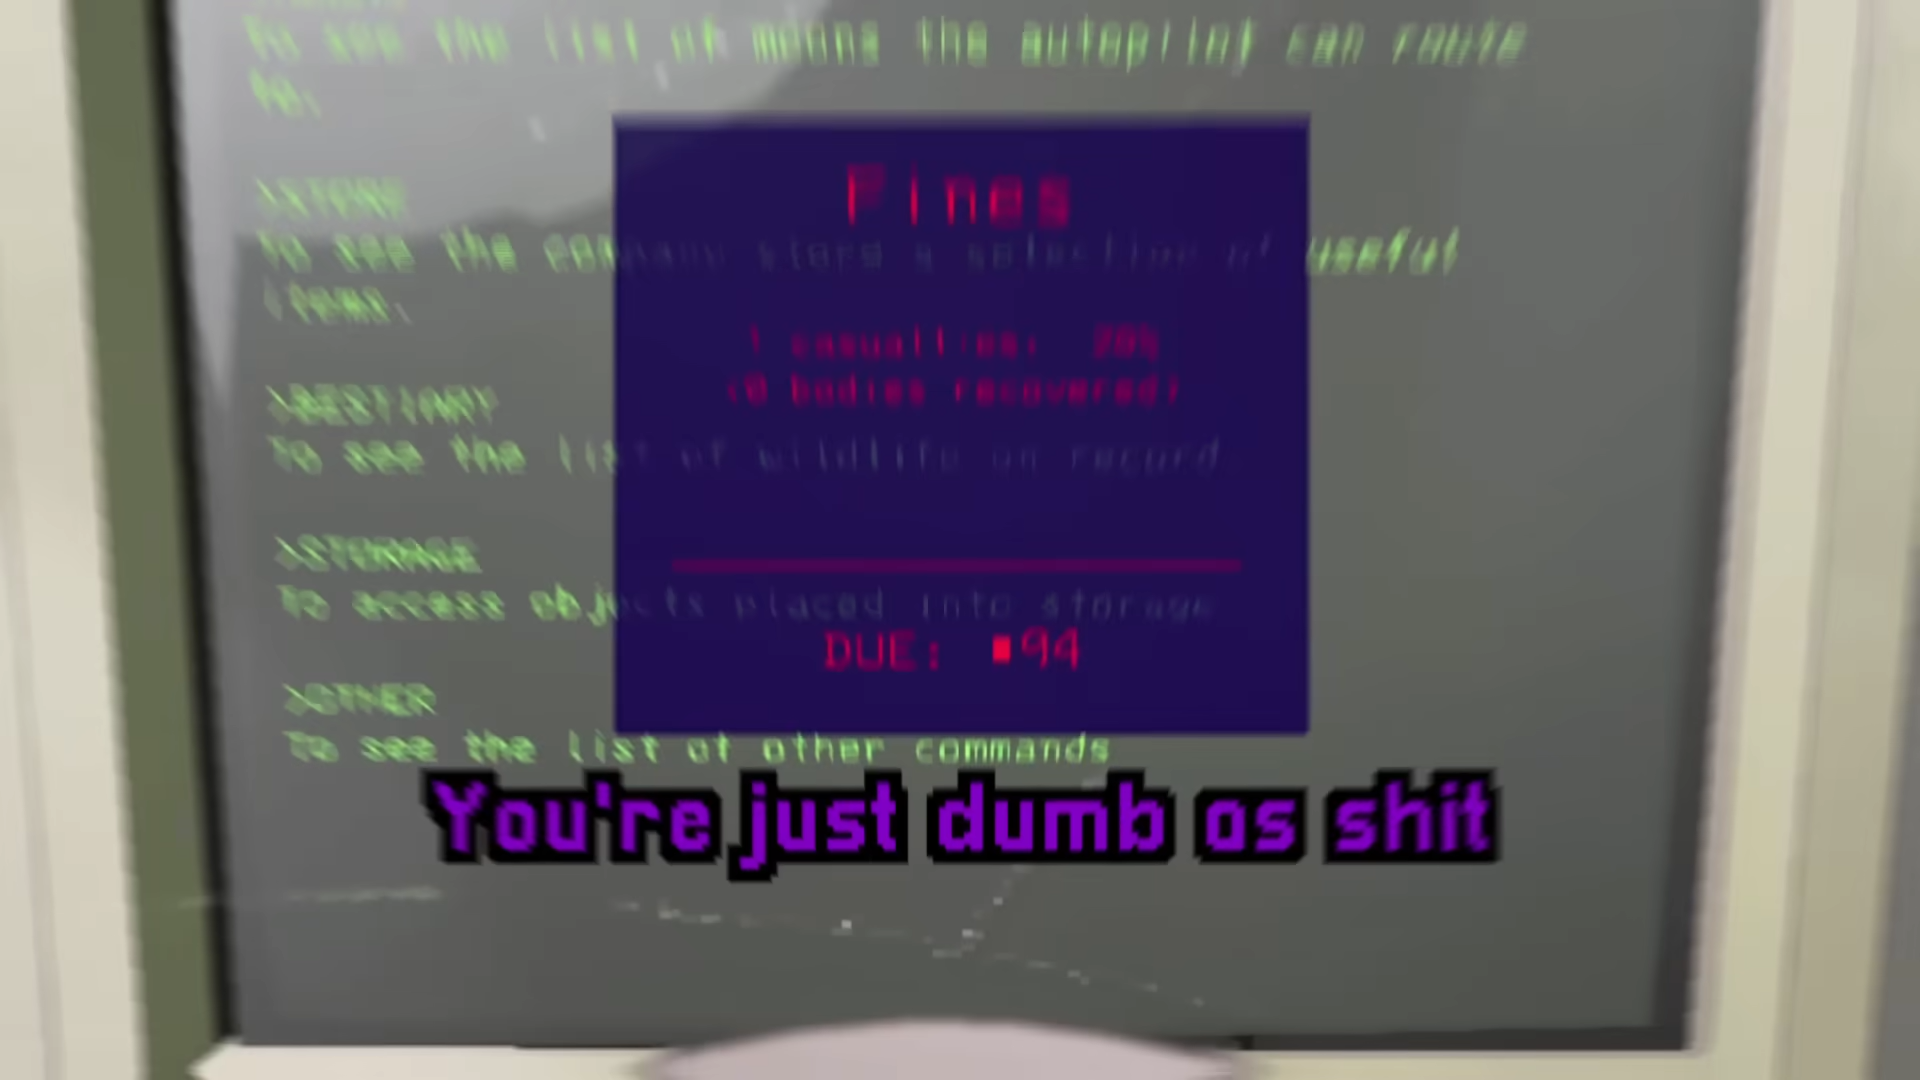 To see the list of moons the autopilot can route
to.
>STORE
To see the company store's selection of useful
items.
>BESTIARY
To see the list of wildlife on record.
>STORAGE
To access objects placed into storage
>OTHER
To see the list of other commands
Fines
1 casualties: 20%
(0 bodies recovered)
DUE: ▮94
You're just dumb as shit